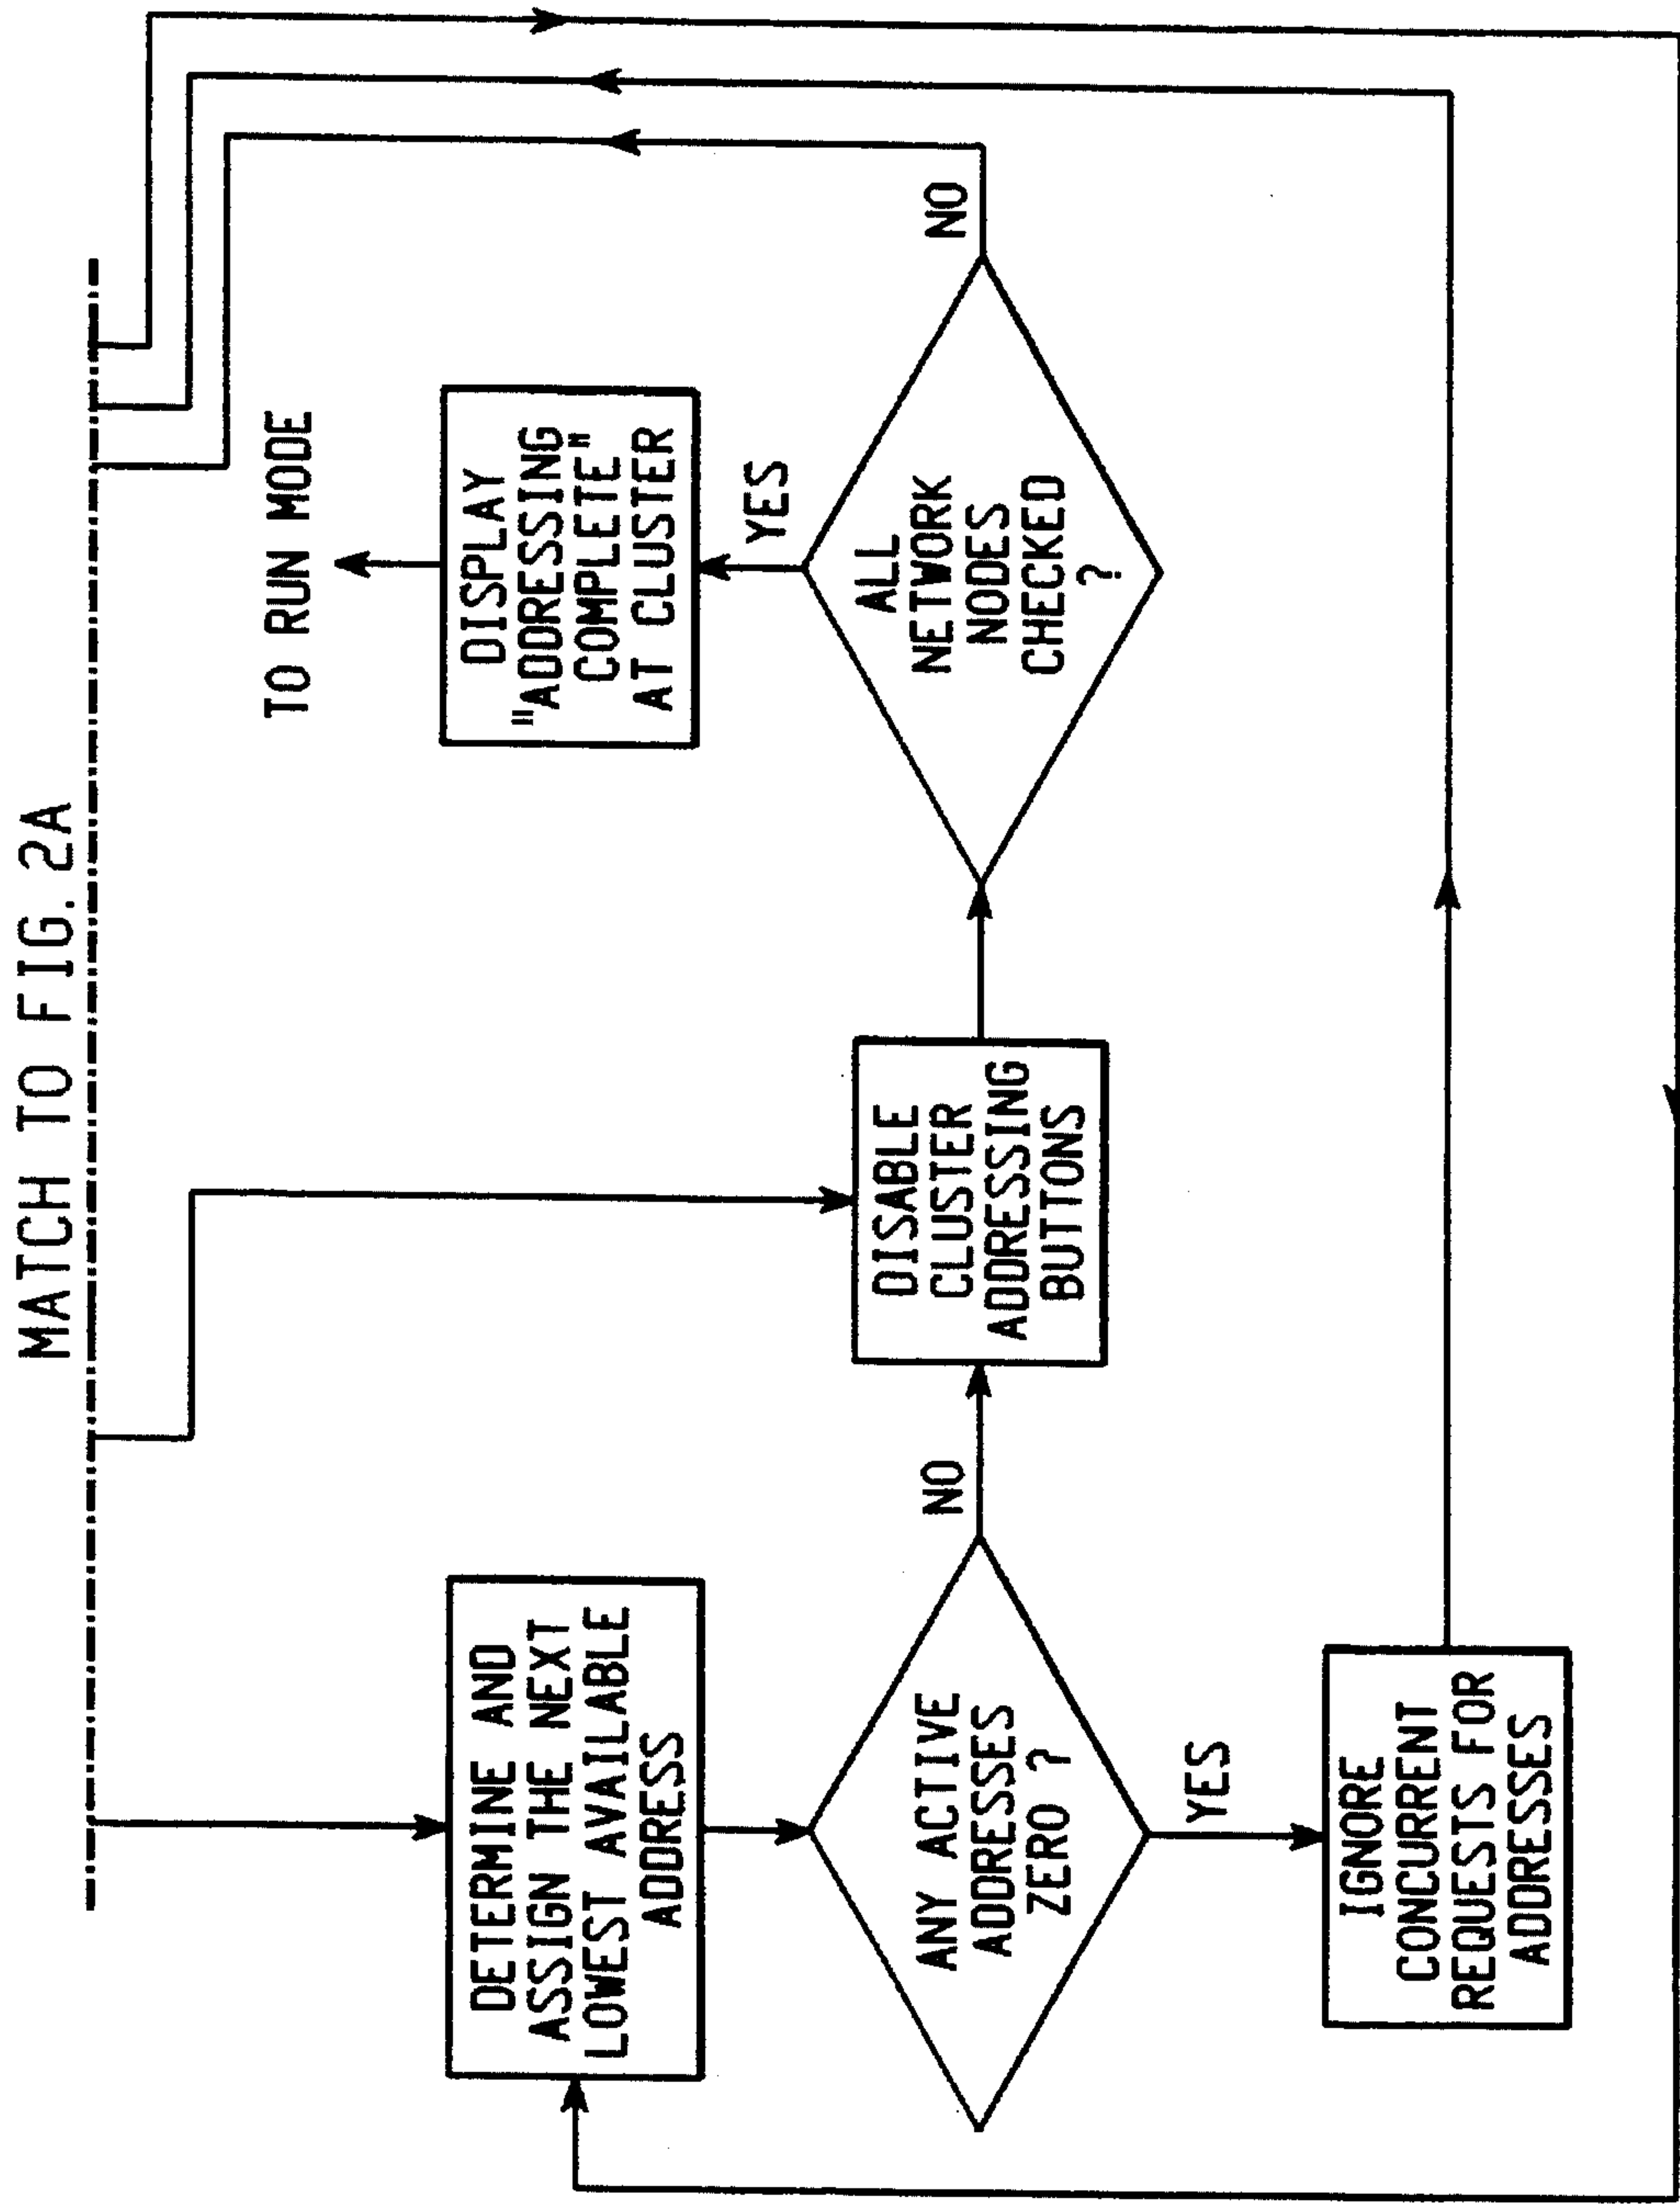 MATCH TO FIG. 2A
DETERMINE AND
ASSIGN THE NEXT
LOWEST AVAILABLE
ADDRESS
TO RUN MODE
DISPLAY
"ADDRESSING
COMPLETE"
AT CLUSTER
YES
ANY ACTIVE
ADDRESSES
ZERO ?
NO
DISABLE
CLUSTER
ADDRESSING
BUTTONS
ALL
NETWORK
NODES
CHECKED
?
NO
YES
IGNORE
CONCURRENT
REQUESTS FOR
ADDRESSES